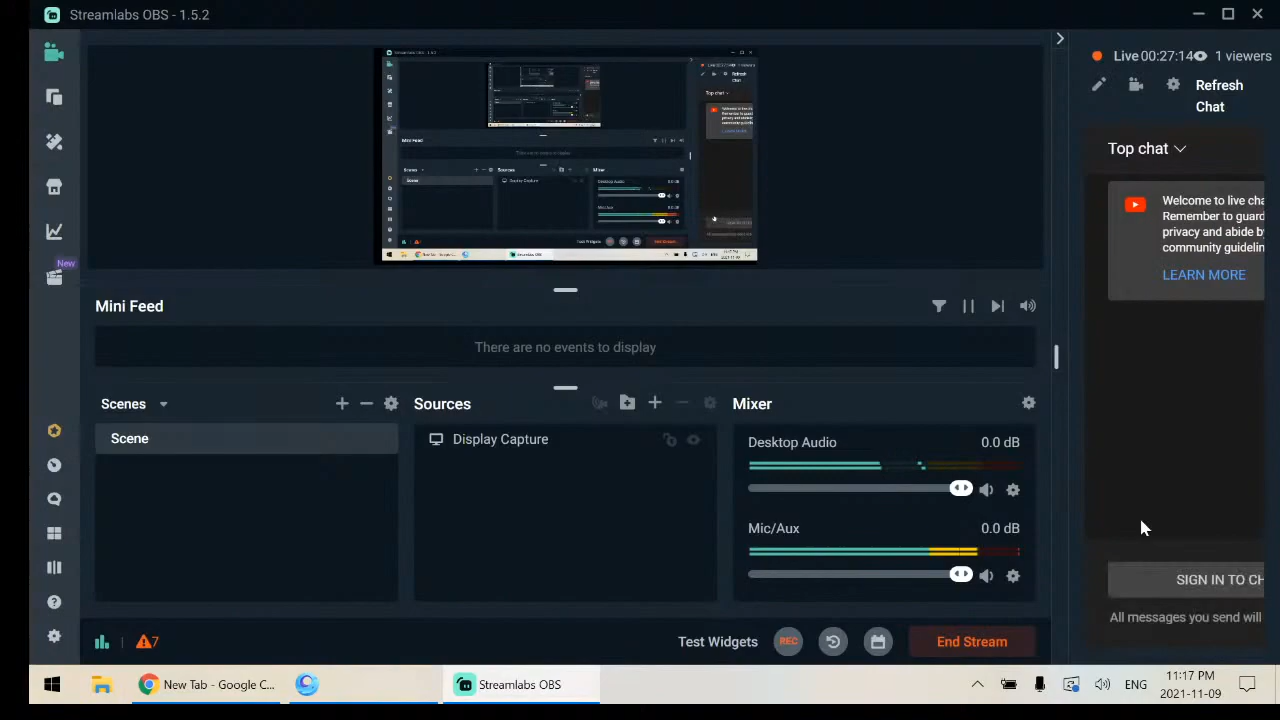 Streamlabs OBS - 1.5.2
Live 00:27:14 1 viewers
Refresh
Chat
Top chat
Welcome to live cha
Remember to guard
privacy and abide by
community guidelin
LEARN MORE
New
Mini Feed
There are no events to display
Scenes
Sources
Mixer
Scene
Display Capture
Desktop Audio 0.0 dB
Mic/Aux 0.0 dB
SIGN IN TO CH
All messages you send will
7
Test Widgets
REC
End Stream
New Tab - Google C...
Streamlabs OBS
ENG
11:17 PM
2021-11-09